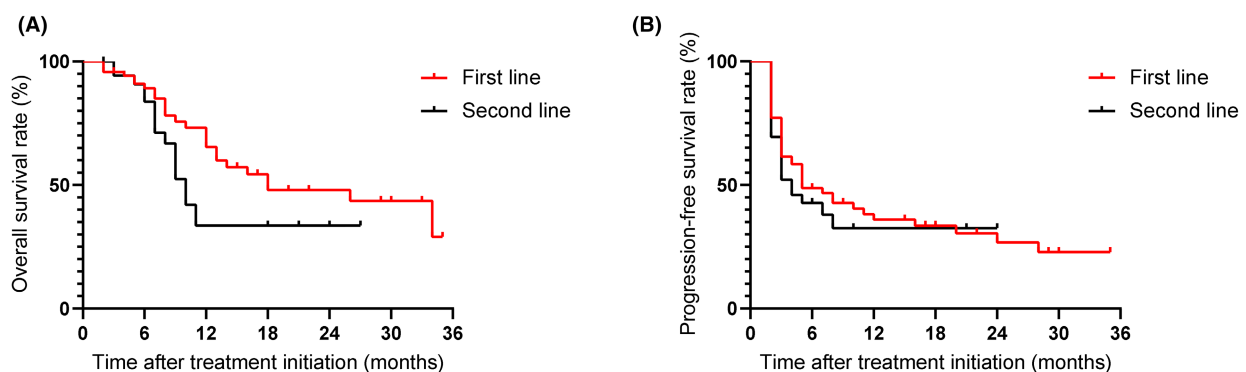 (A)
Overall survival rate (%)
100
50
0
0 6 12 18 24 30 36
Time after treatment initiation (months)
First line
Second line
(B)
Progression-free survival rate (%)
100
50
0
0 6 12 18 24 30 36
Time after treatment initiation (months)
First line
Second line